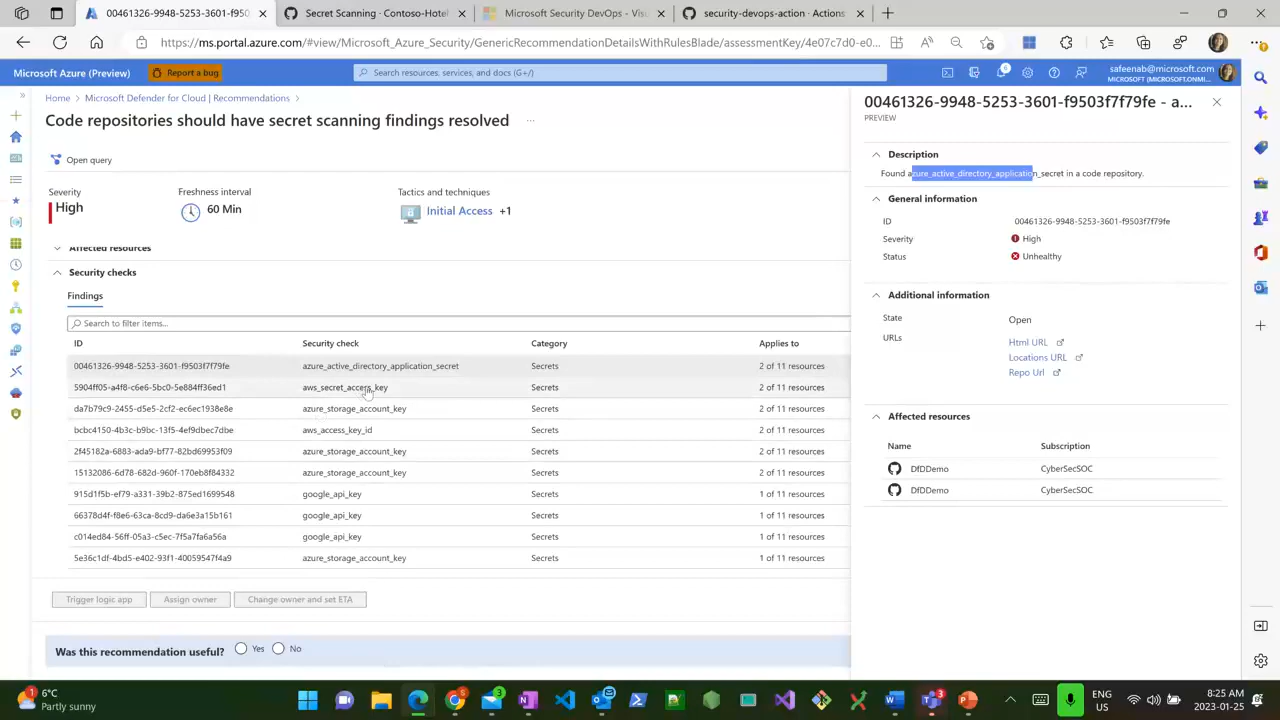 00461326-9948-5253-3601-f9503f7
Secret Scanning - Contoso-Hotel
Microsoft Security DevOps - Visu
security-devops-action · Actions
https://ms.portal.azure.com/#view/Microsoft_Azure_Security/GenericRecommendationDetailsWithRulesBlade/assessmentKey/4e07c7d0-e0...
Microsoft Azure (Preview)
Report a bug
Search resources, services, and docs (G+/)
1
safeenab@microsoft.com
MICROSOFT (MICROSOFT.ONMI...
Home > Microsoft Defender for Cloud | Recommendations >
Code repositories should have secret scanning findings resolved ...
Open query
Severity
High
Freshness interval
60 Min
Tactics and techniques
Initial Access +1
Affected resources
Security checks
Findings
Search to filter items...
ID Security check Category Applies to
00461326-9948-5253-3601-f9503f7f79fe azure_active_directory_application_secret Secrets 2 of 11 resources
5904ff05-a4f8-c6e6-5bc0-5e884ff36ed1 aws_secret_access_key Secrets 2 of 11 resources
da7b79c9-2455-d5e5-2cf2-ec6ec1938e8e azure_storage_account_key Secrets 2 of 11 resources
bcbc4150-4b3c-b9bc-13f5-4ef9dbec7dbe aws_access_key_id Secrets 2 of 11 resources
2f45182a-6883-ada9-bf77-82bd69953f09 azure_storage_account_key Secrets 2 of 11 resources
15132086-6d78-682d-960f-170eb8f84332 azure_storage_account_key Secrets 2 of 11 resources
915d1f5b-ef79-a331-39b2-875ed1699548 google_api_key Secrets 1 of 11 resources
66378d4f-f8e6-63ca-8cd9-da6e3a15b161 google_api_key Secrets 1 of 11 resources
c014ed84-56ff-05a3-c5ec-7f5a7fa6a56a google_api_key Secrets 1 of 11 resources
5e36c1df-4bd5-e402-93f1-40059547f4a9 azure_storage_account_key Secrets 1 of 11 resources
Trigger logic app
Assign owner
Change owner and set ETA
Was this recommendation useful? Yes No
00461326-9948-5253-3601-f9503f7f79fe - a...
PREVIEW
Description
Found azure_active_directory_application_secret in a code repository.
General information
ID 00461326-9948-5253-3601-f9503f7f79fe
Severity High
Status Unhealthy
Additional information
State Open
URLs
Html URL
Locations URL
Repo Url
Affected resources
Name Subscription
DfDDemo CyberSecSOC
DfDDemo CyberSecSOC
1
6°C
Partly sunny
5
3
3
ENG
US
8:25 AM
2023-01-25